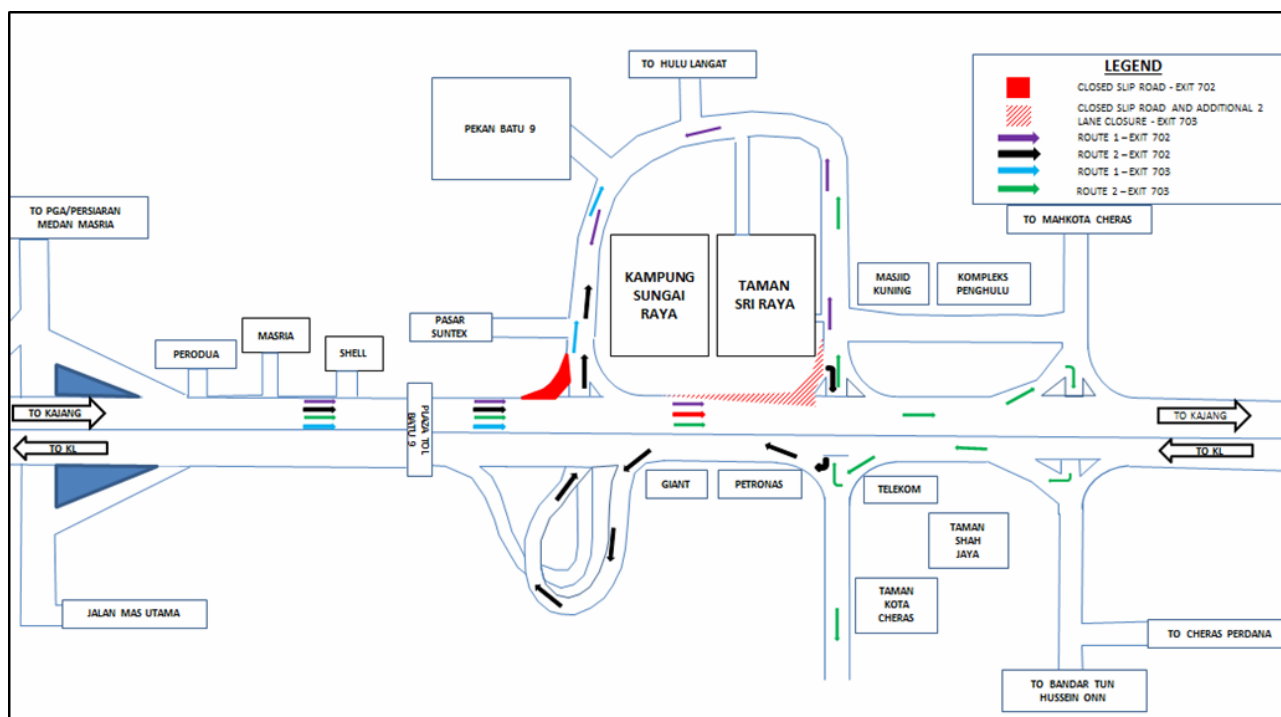 TO HULU LANGAT
LEGEND
CLOSED SLIP ROAD - EXIT 702
CLOSED SLIP ROAD AND ADDITIONAL 2
LANE CLOSURE - EXIT 703
ROUTE 1 – EXIT 702
ROUTE 2 – EXIT 702
ROUTE 1 – EXIT 703
ROUTE 2 – EXIT 703
PEKAN BATU 9
TO PGA/PERSIARAN
MEDAN MASRIA
TO MAHKOTA CHERAS
KAMPUNG
SUNGAI
RAYA
TAMAN
SRI RAYA
MASJID
KUNING
KOMPLEKS
PENGHULU
PASAR
SUNTEX
MASRIA
PERODUA
SHELL
PLAZA TOL
BATU 9
TO KAJANG
TO KL
TO KAJANG
TO KL
GIANT
PETRONAS
TELEKOM
TAMAN
SHAH
JAYA
TAMAN
KOTA
CHERAS
JALAN MAS UTAMA
TO CHERAS PERDANA
TO BANDAR TUN
HUSSEIN ONN